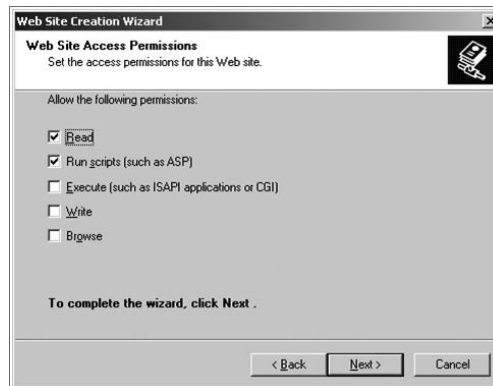 Web Site Creation Wizard
Web Site Access Permissions
Set the access permissions for this Web site.
Allow the following permissions:
Read
Run scripts (such as ASP)
Execute (such as ISAPI applications or CGI)
Write
Browse
To complete the wizard, click Next .
< Back Next > Cancel